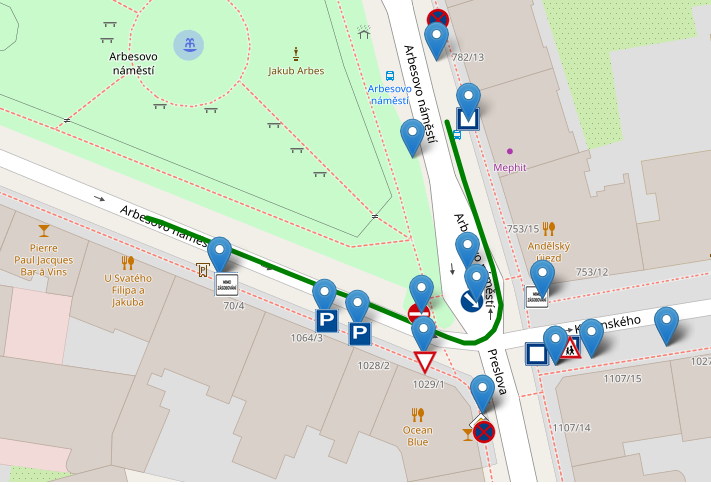 782/13
Arbesovo
náměstí
Jakub Arbes
Arbesovo
náměstí
Arbesovo náměstí
Mephit
Arbesovo náměstí
753/15
Andělský
újezd
753/12
Arbesovo náměstí
Pierre
Paul Jacques
Bar á Vins
U Svatého
Filipa a
Jakuba
P
70/4
P
P
1064/3
1028/2
1029/1
Preslova
1107/15
1107/14
Ocean
Blue